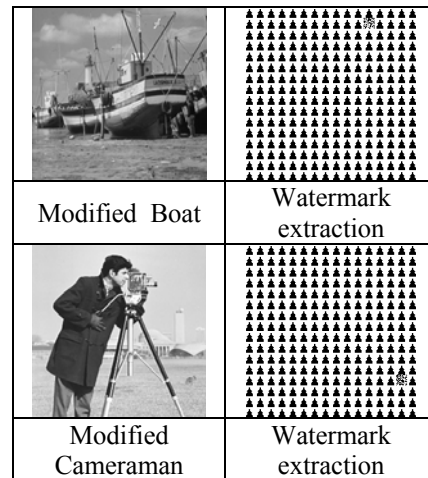 Modified Boat
Watermark
extraction
Modified
Cameraman
Watermark
extraction